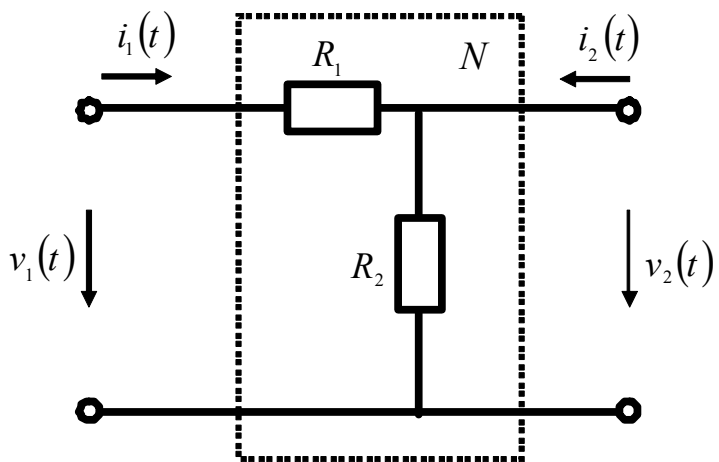 i₁(t)
R₁
N
i₂(t)
v₁(t)
R₂
v₂(t)